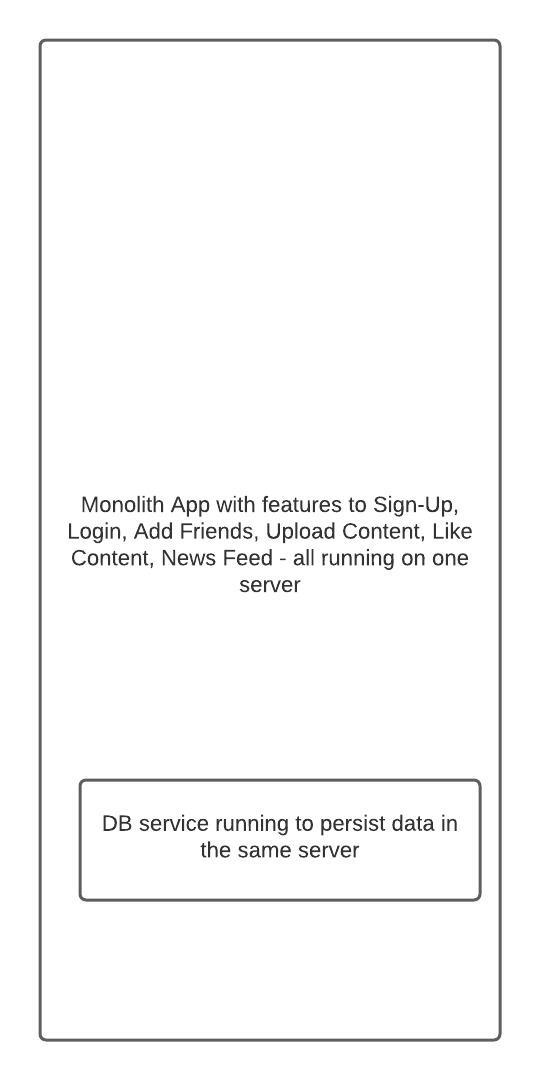 Monolith App with features to Sign-Up,
Login, Add Friends, Upload Content, Like
Content, News Feed - all running on one
server
DB service running to persist data in
the same server